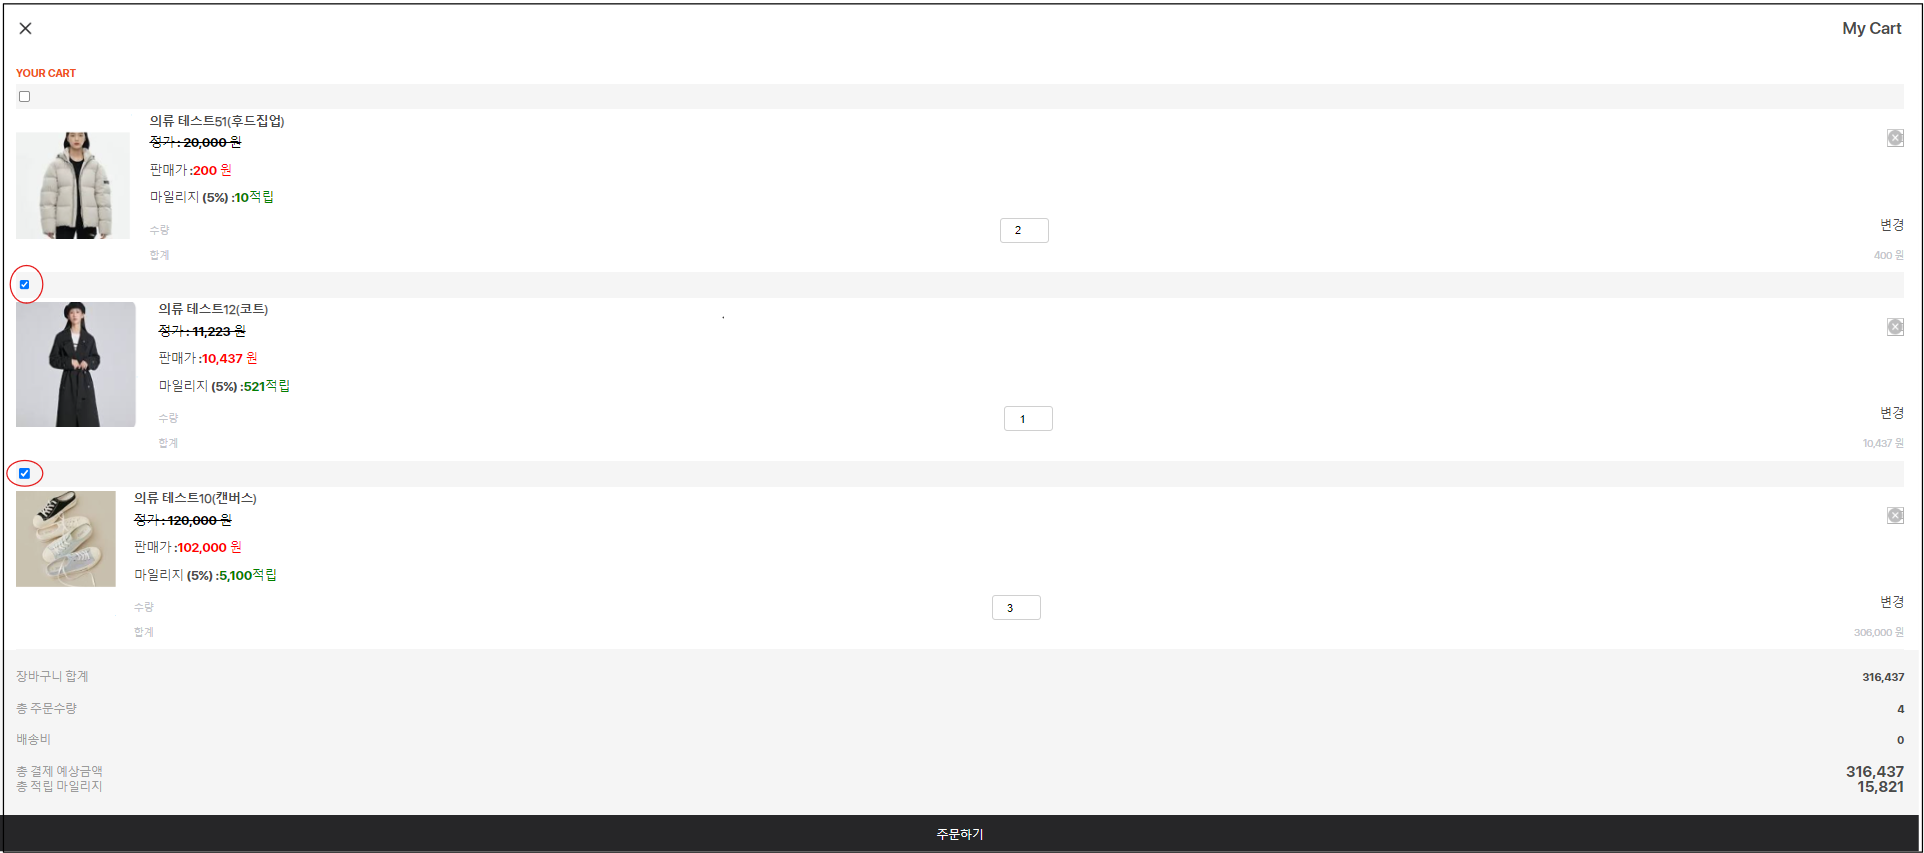 My Cart
YOUR CART
의류 테스트51(후드집업)
정가 : 20,000 원
판매가 :200 원
마일리지 (5%) :10적립
수량 2 변경
합계 400 원
의류 테스트12(코트)
정가 : 11,223 원
판매가 :10,437 원
마일리지 (5%) :521적립
수량 1 변경
합계 10,437 원
의류 테스트10(캔버스)
정가 : 120,000 원
판매가 :102,000 원
마일리지 (5%) :5,100적립
수량 3 변경
합계 306,000 원
장바구니 합계 316,437
총 주문수량 4
배송비 0
총 결제 예상금액 316,437
총 적립 마일리지 15,821
주문하기